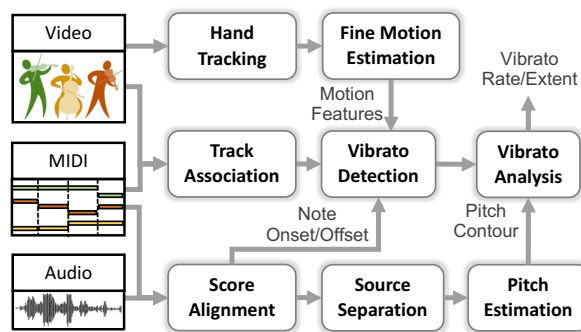 Video
Hand
Tracking
Fine Motion
Estimation
Vibrato
Rate/Extent
Motion
Features
MIDI
Track
Association
Vibrato
Detection
Vibrato
Analysis
Note
Onset/Offset
Pitch
Contour
Audio
Score
Alignment
Source
Separation
Pitch
Estimation